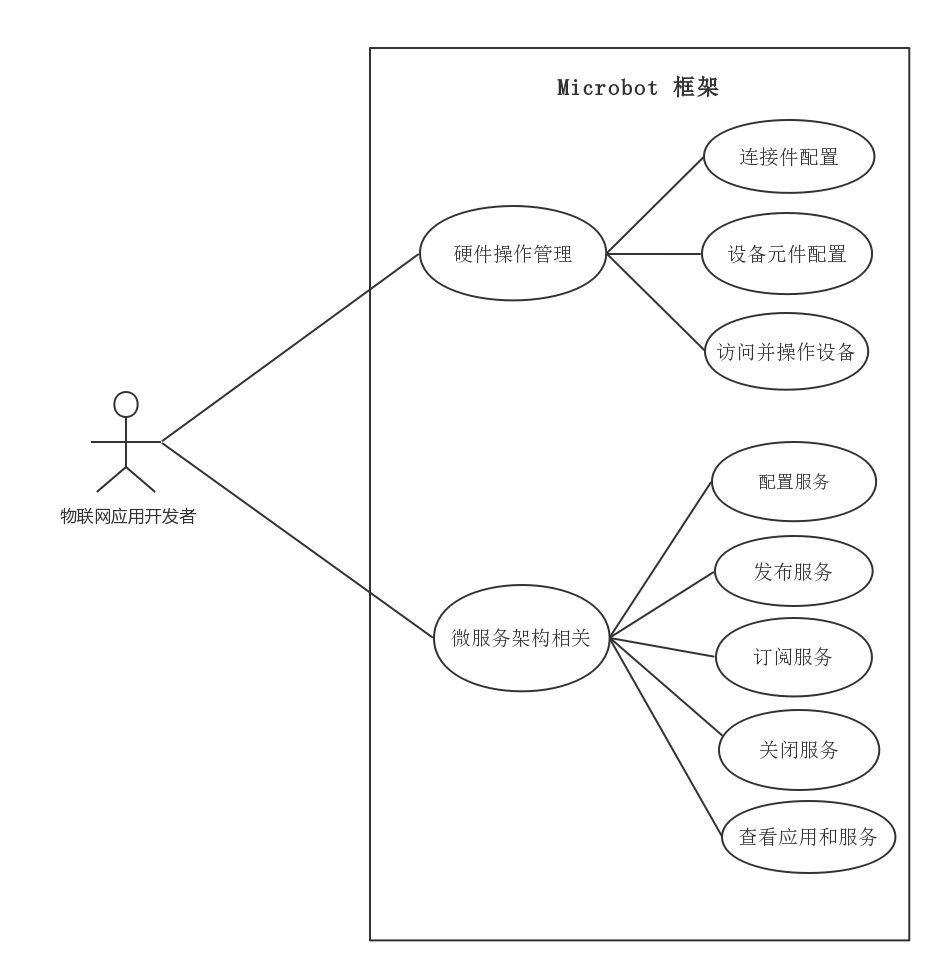 Microbot 框架
连接件配置
硬件操作管理
设备元件配置
访问并操作设备
物联网应用开发者
配置服务
发布服务
微服务架构相关
订阅服务
关闭服务
查看应用和服务